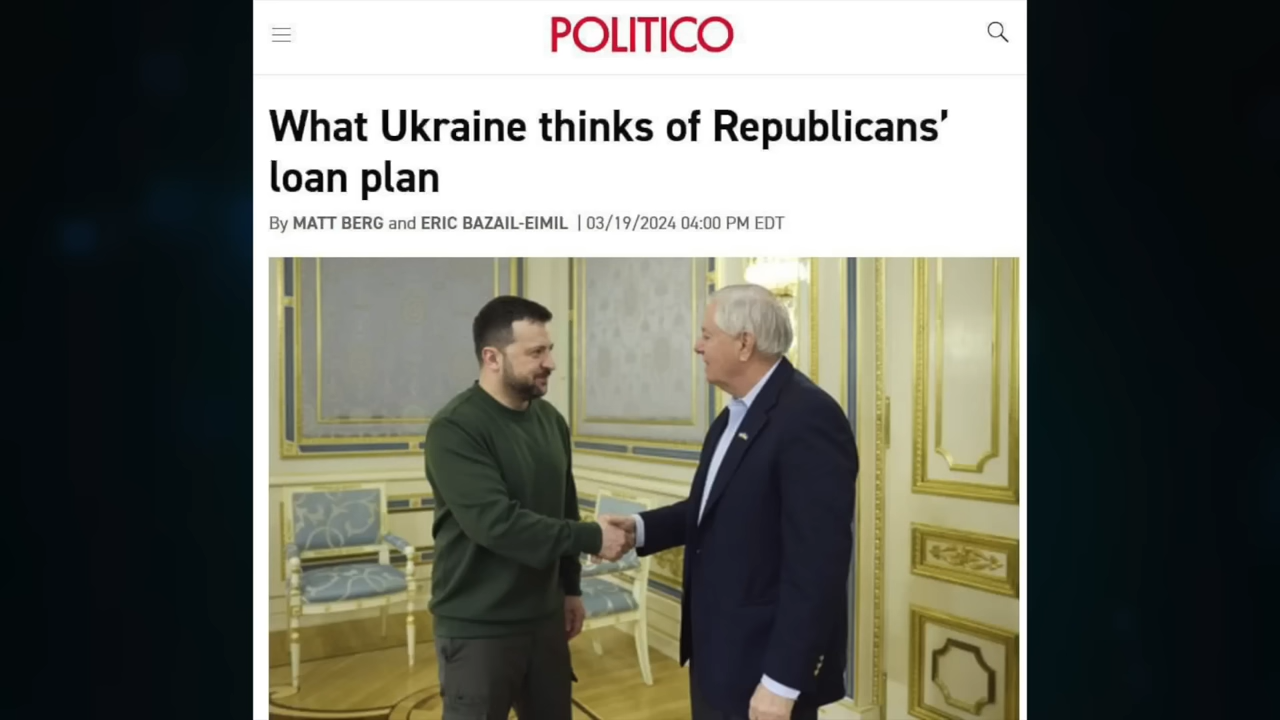 POLITICO
What Ukraine thinks of Republicans’
loan plan
By MATT BERG and ERIC BAZAIL-EIMIL | 03/19/2024 04:00 PM EDT